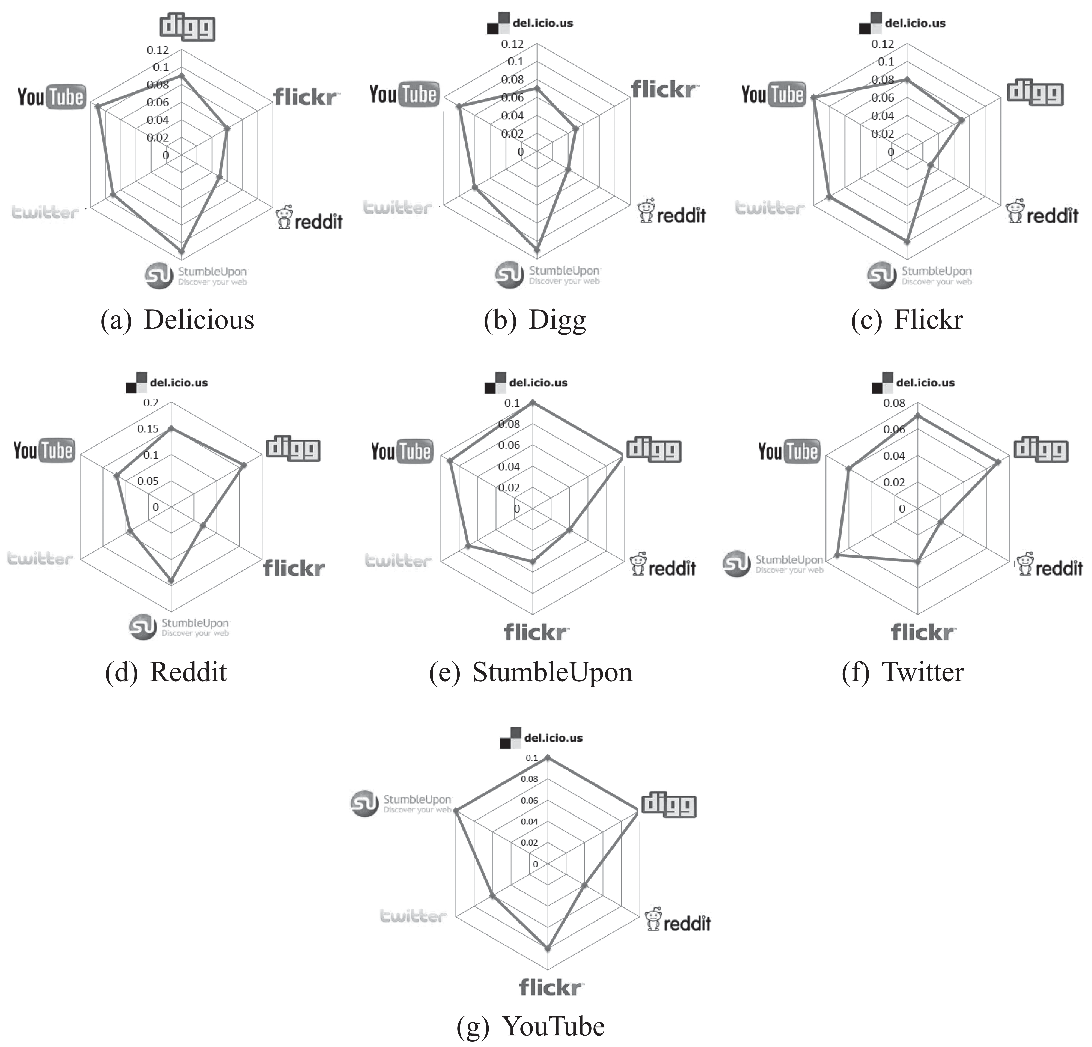 digg
0.12
0.1
0.08
0.06
0.04
0.02
0
YouTube
flickr
twitter
reddit
StumbleUpon
Discover your web
(a) Delicious
del.icio.us
0.12
0.1
0.08
0.06
0.04
0.02
0
YouTube
flickr
twitter
reddit
StumbleUpon
Discover your web
(b) Digg
del.icio.us
0.12
0.1
0.08
0.06
0.04
0.02
0
YouTube
digg
twitter
reddit
StumbleUpon
Discover your web
(c) Flickr
del.icio.us
0.2
0.15
0.1
0.05
0
YouTube
digg
twitter
flickr
StumbleUpon
Discover your web
(d) Reddit
del.icio.us
0.1
0.08
0.06
0.04
0.02
0
YouTube
digg
twitter
reddit
flickr
(e) StumbleUpon
del.icio.us
0.08
0.06
0.04
0.02
0
YouTube
digg
StumbleUpon
Discover your web
reddit
flickr
(f) Twitter
del.icio.us
0.1
0.08
0.06
0.04
0.02
0
StumbleUpon
Discover your web
digg
twitter
reddit
flickr
(g) YouTube